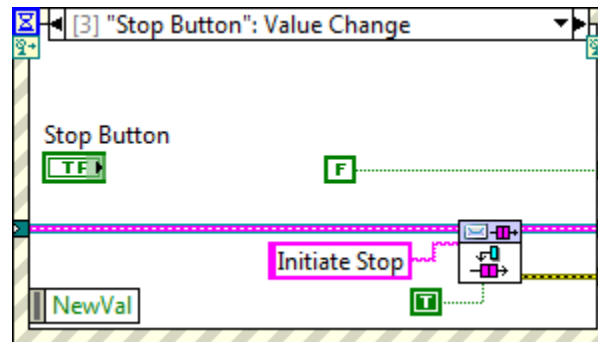 [3] "Stop Button": Value Change
Stop Button
TF
F
Initiate Stop
T
NewVal